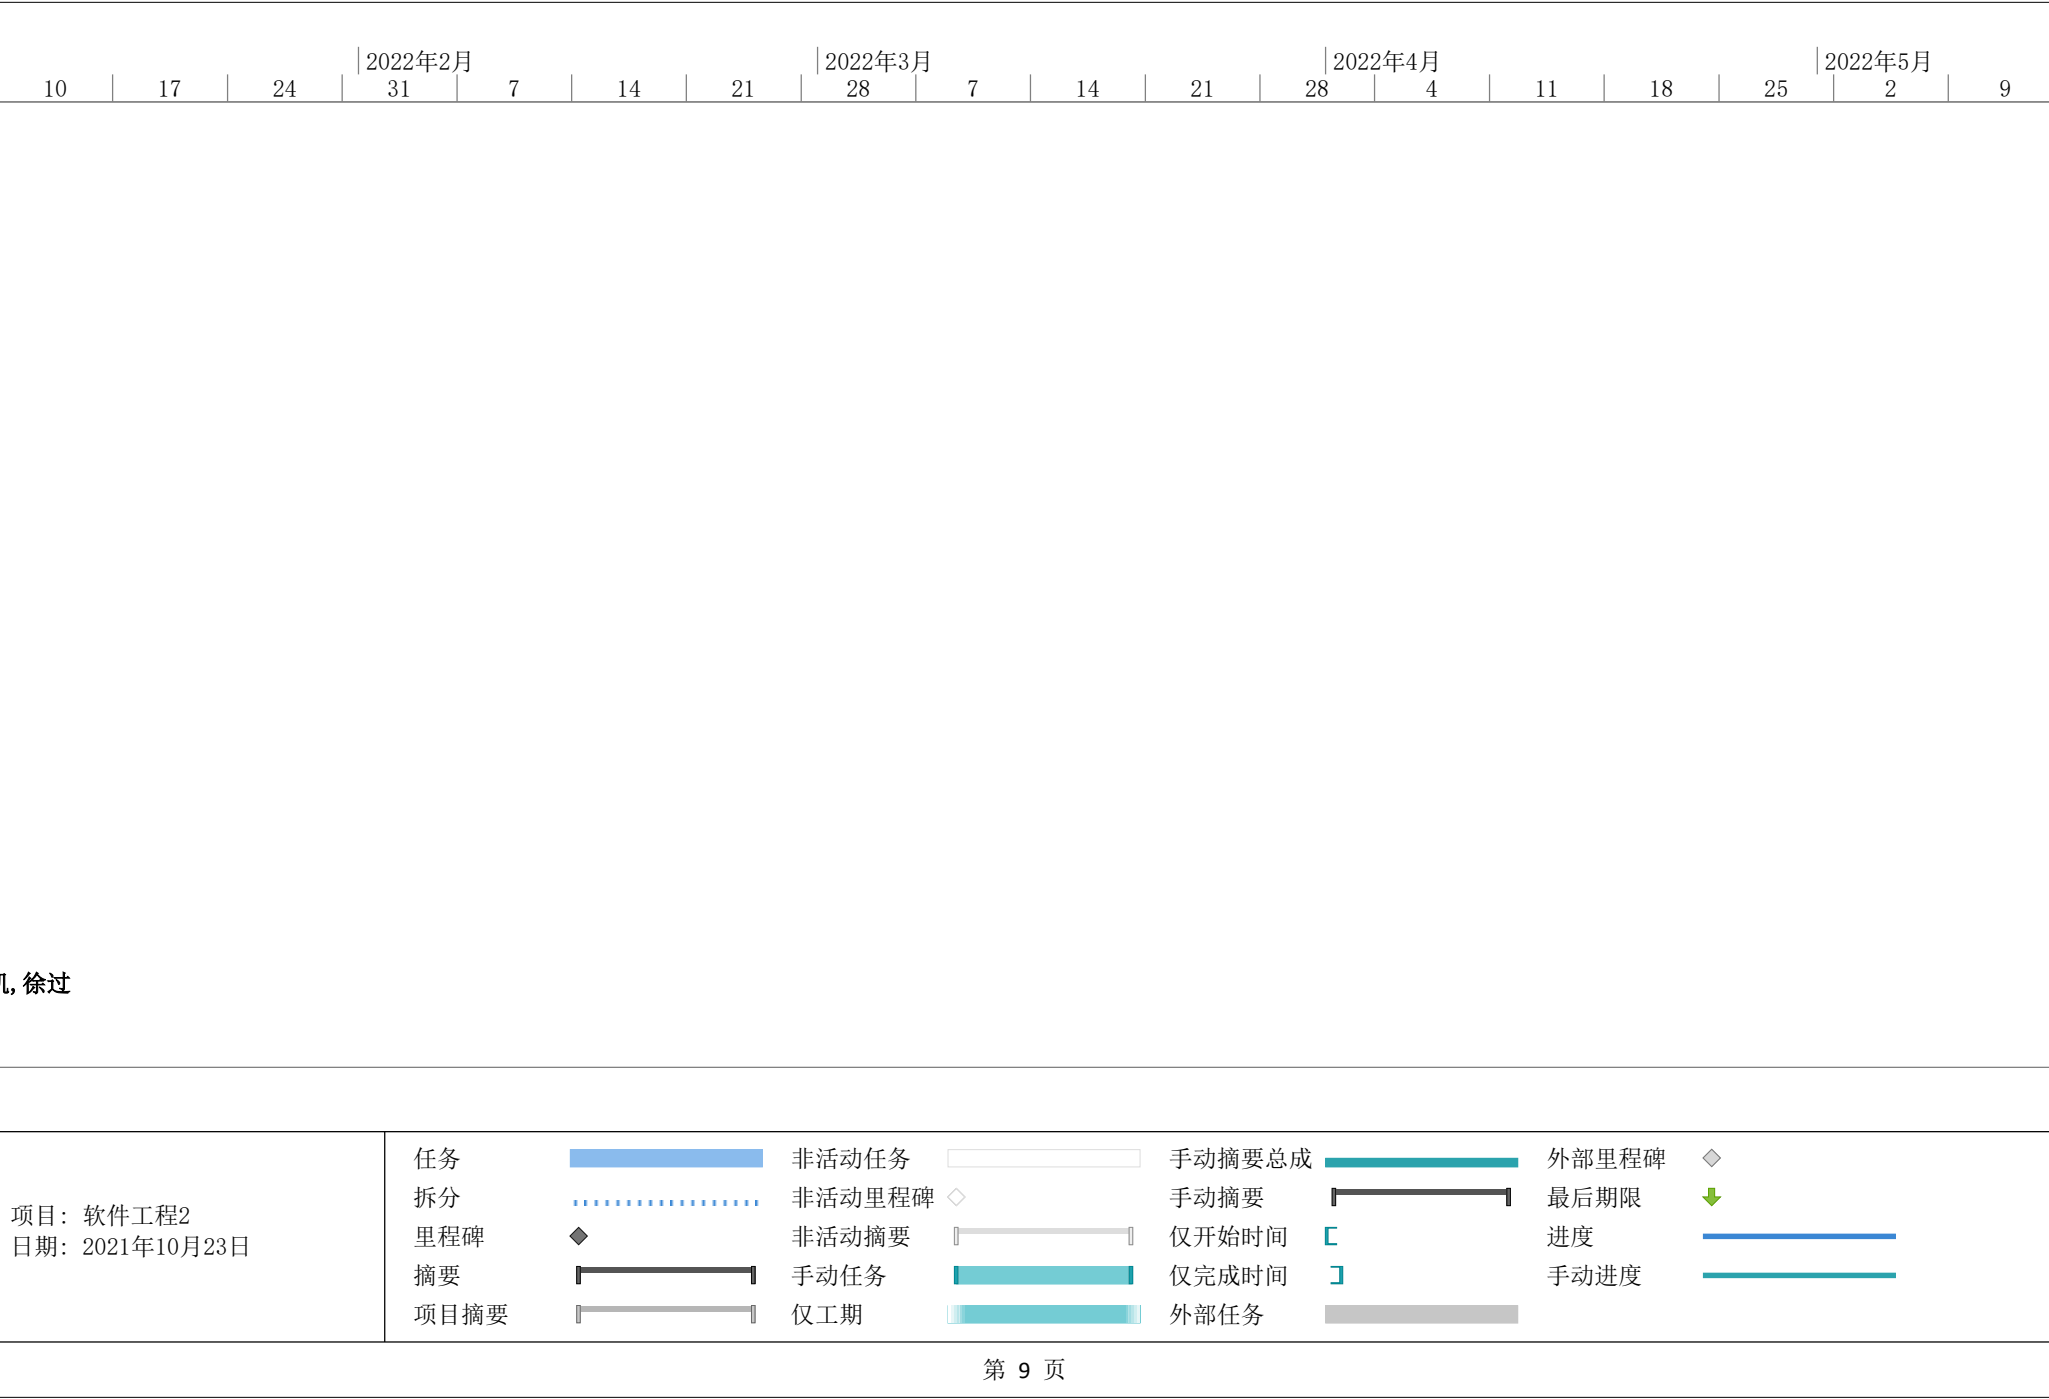 2022年2月 2022年3月 2022年4月 2022年5月
10 17 24 31 7 14 21 28 7 14 21 28 4 11 18 25 2 9
,徐过
项目: 软件工程2
日期: 2021年10月23日
任务 非活动任务 手动摘要总成 外部里程碑
拆分 非活动里程碑 手动摘要 最后期限
里程碑 非活动摘要 仅开始时间 进度
摘要 手动任务 仅完成时间 手动进度
项目摘要 仅工期 外部任务
第 9 页